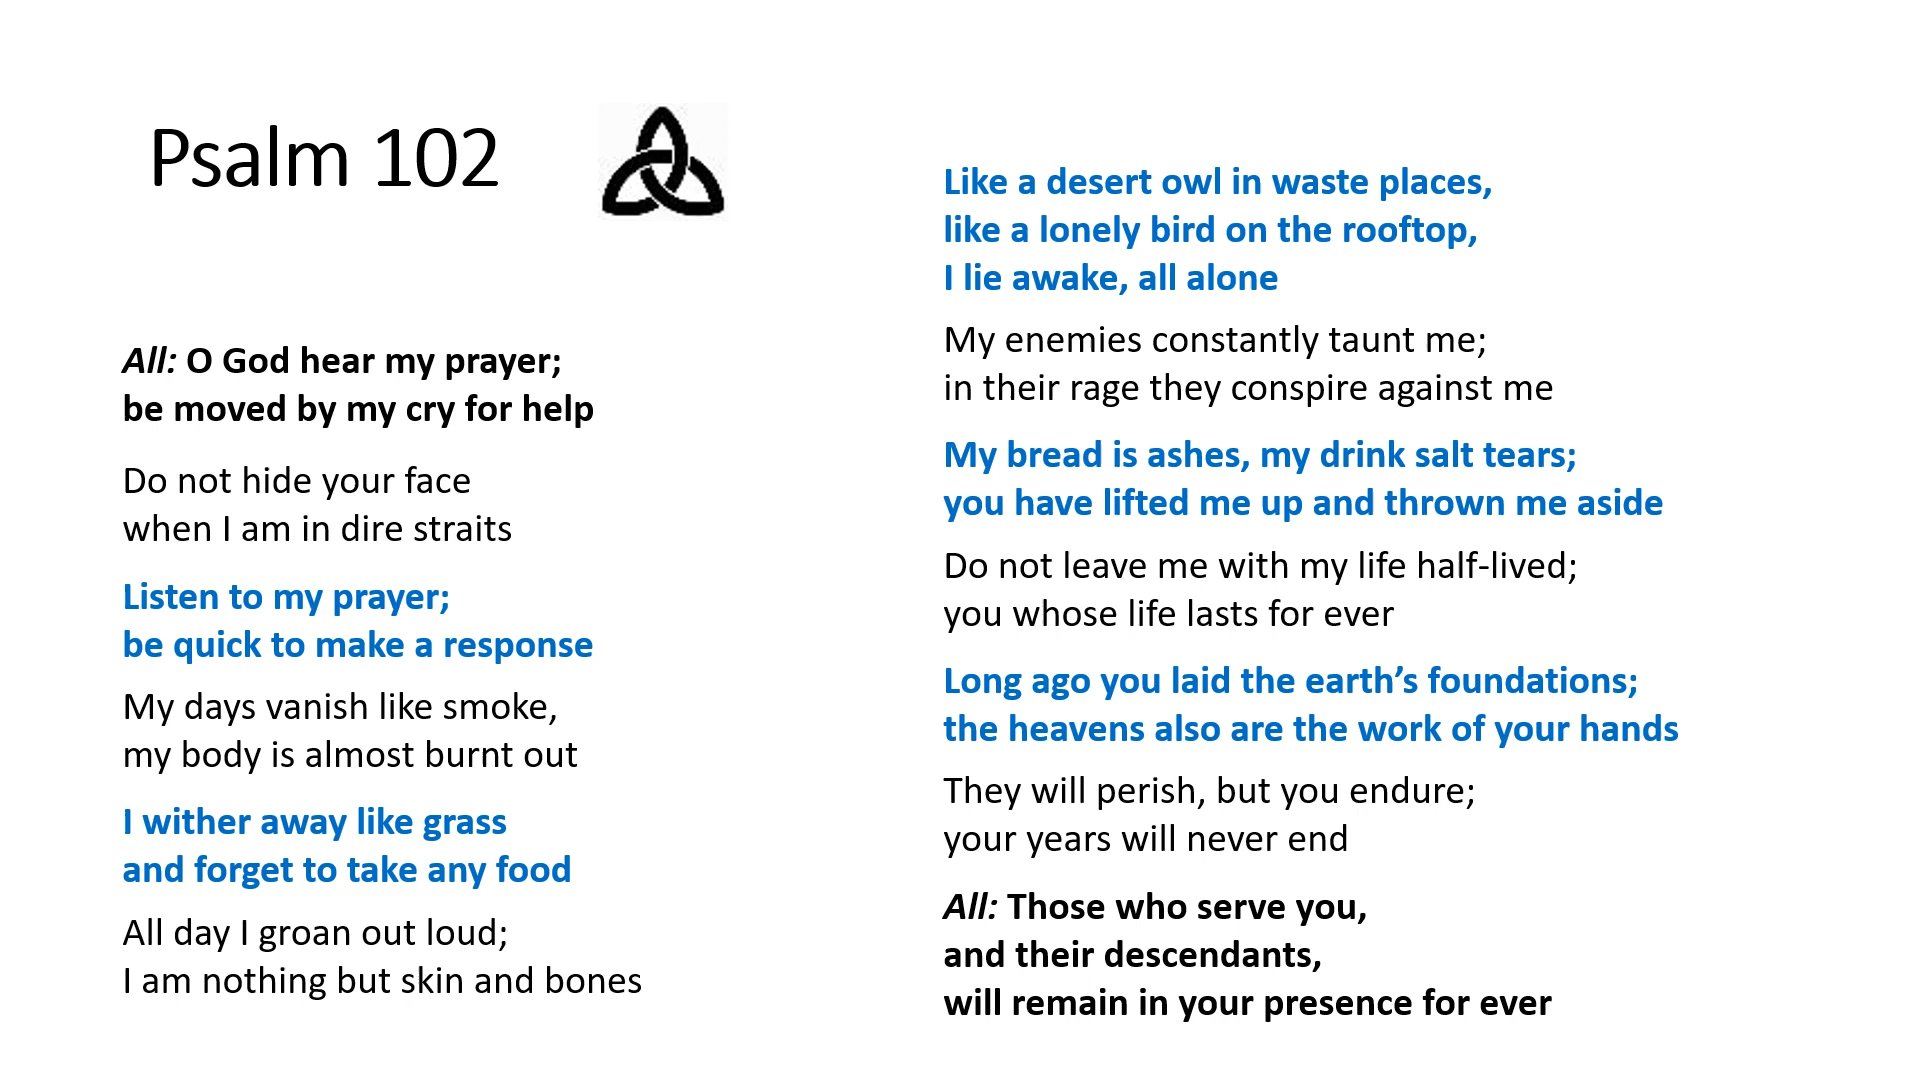 Psalm 102
All: O God hear my prayer;
be moved by my cry for help
Do not hide your face
when I am in dire straits
Listen to my prayer;
be quick to make a response
My days vanish like smoke,
my body is almost burnt out
I wither away like grass
and forget to take any food
All day I groan out loud;
I am nothing but skin and bones
Like a desert owl in waste places,
like a lonely bird on the rooftop,
I lie awake, all alone
My enemies constantly taunt me;
in their rage they conspire against me
My bread is ashes, my drink salt tears;
you have lifted me up and thrown me aside
Do not leave me with my life half-lived;
you whose life lasts for ever
Long ago you laid the earth’s foundations;
the heavens also are the work of your hands
They will perish, but you endure;
your years will never end
All: Those who serve you,
and their descendants,
will remain in your presence for ever